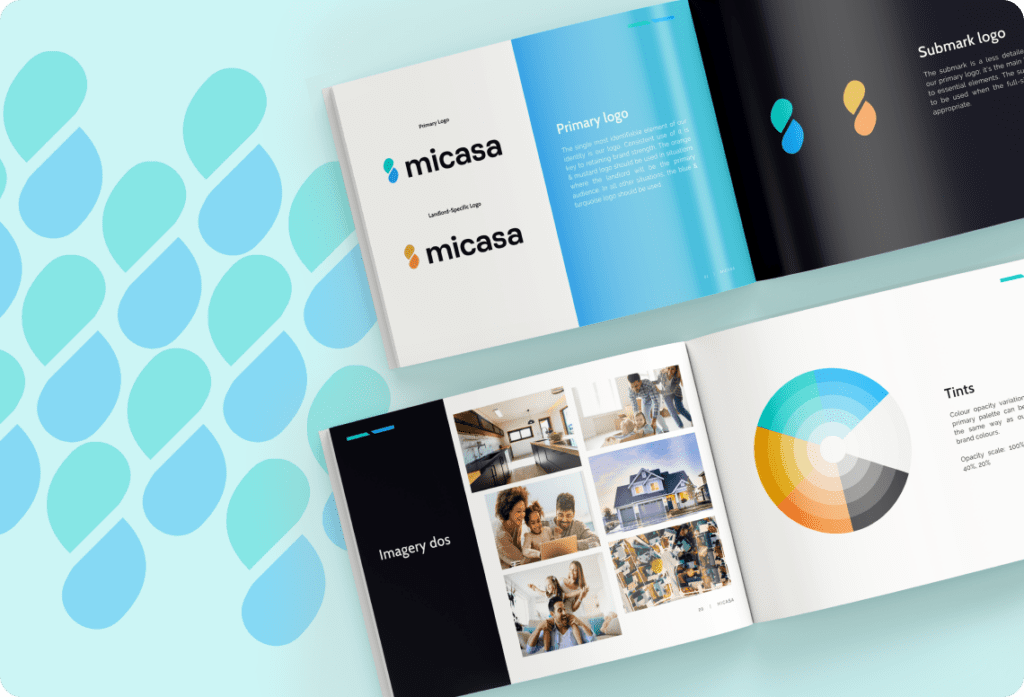 Primary Logo
micasa
Landlord-Specific Logo
micasa
Primary logo
The single most identifiable element of our
identity is our logo. Consistent use of it is
key to retaining brand strength. The orange
& mustard logo should be used in situations
where the landlord will be the primary
audience. In all other situations, the blue &
turquoise logo should be used.
MICASA
Submark logo
The submark is a less detaile
our primary logo; it's the main
to essential elements. The su
to be used when the full-
appropriate.
Imagery dos
MICASA
Tints
Colour opacity variation
primary palette can be
the same way as ou
brand colours.
Opacity scale: 100%
40%, 20%